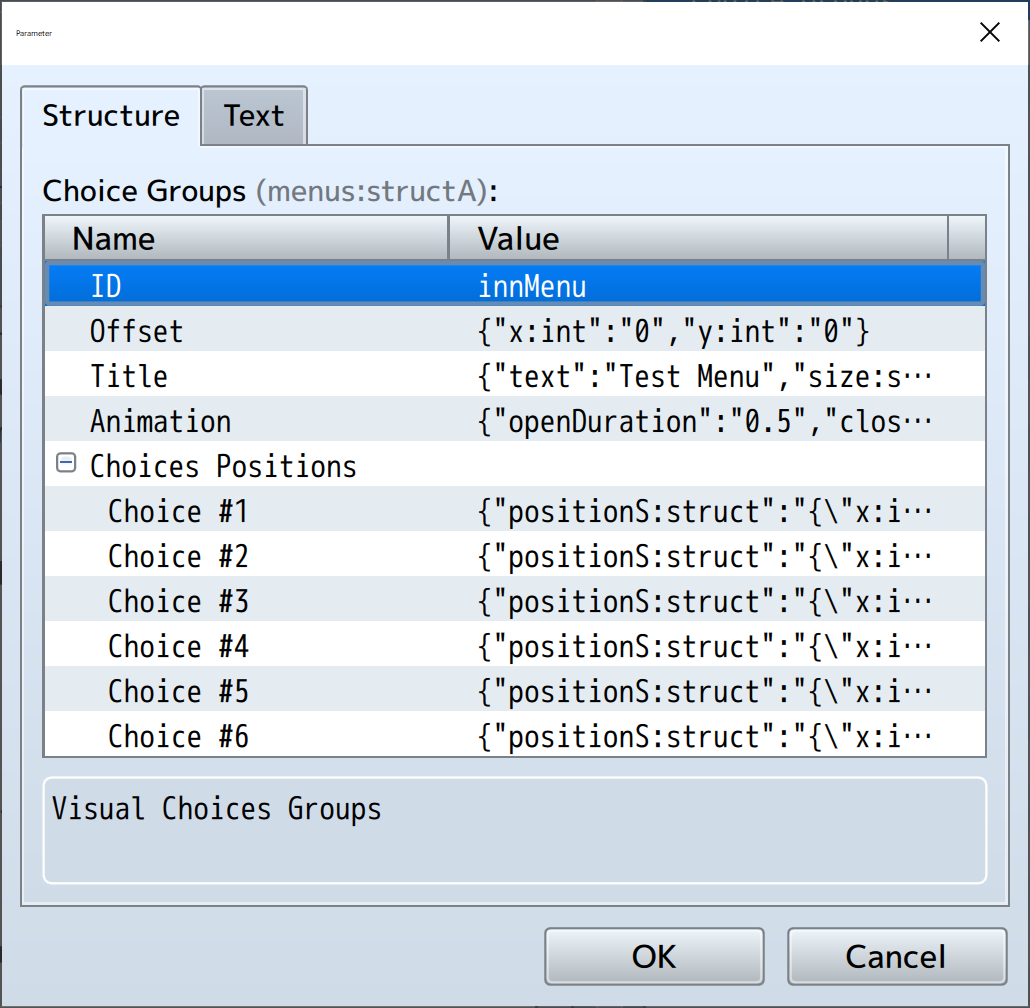 Parameter
Structure Text
Choice Groups (menus:structA):
Name Value
ID innMenu
Offset {"x:int":"0","y:int":"0"}
Title {"text":"Test Menu","size:s…
Animation {"openDuration":"0.5","clos…
Choices Positions
Choice #1 {"positionS:struct":"{\"x:i…
Choice #2 {"positionS:struct":"{\"x:i…
Choice #3 {"positionS:struct":"{\"x:i…
Choice #4 {"positionS:struct":"{\"x:i…
Choice #5 {"positionS:struct":"{\"x:i…
Choice #6 {"positionS:struct":"{\"x:i…
Visual Choices Groups
OK Cancel